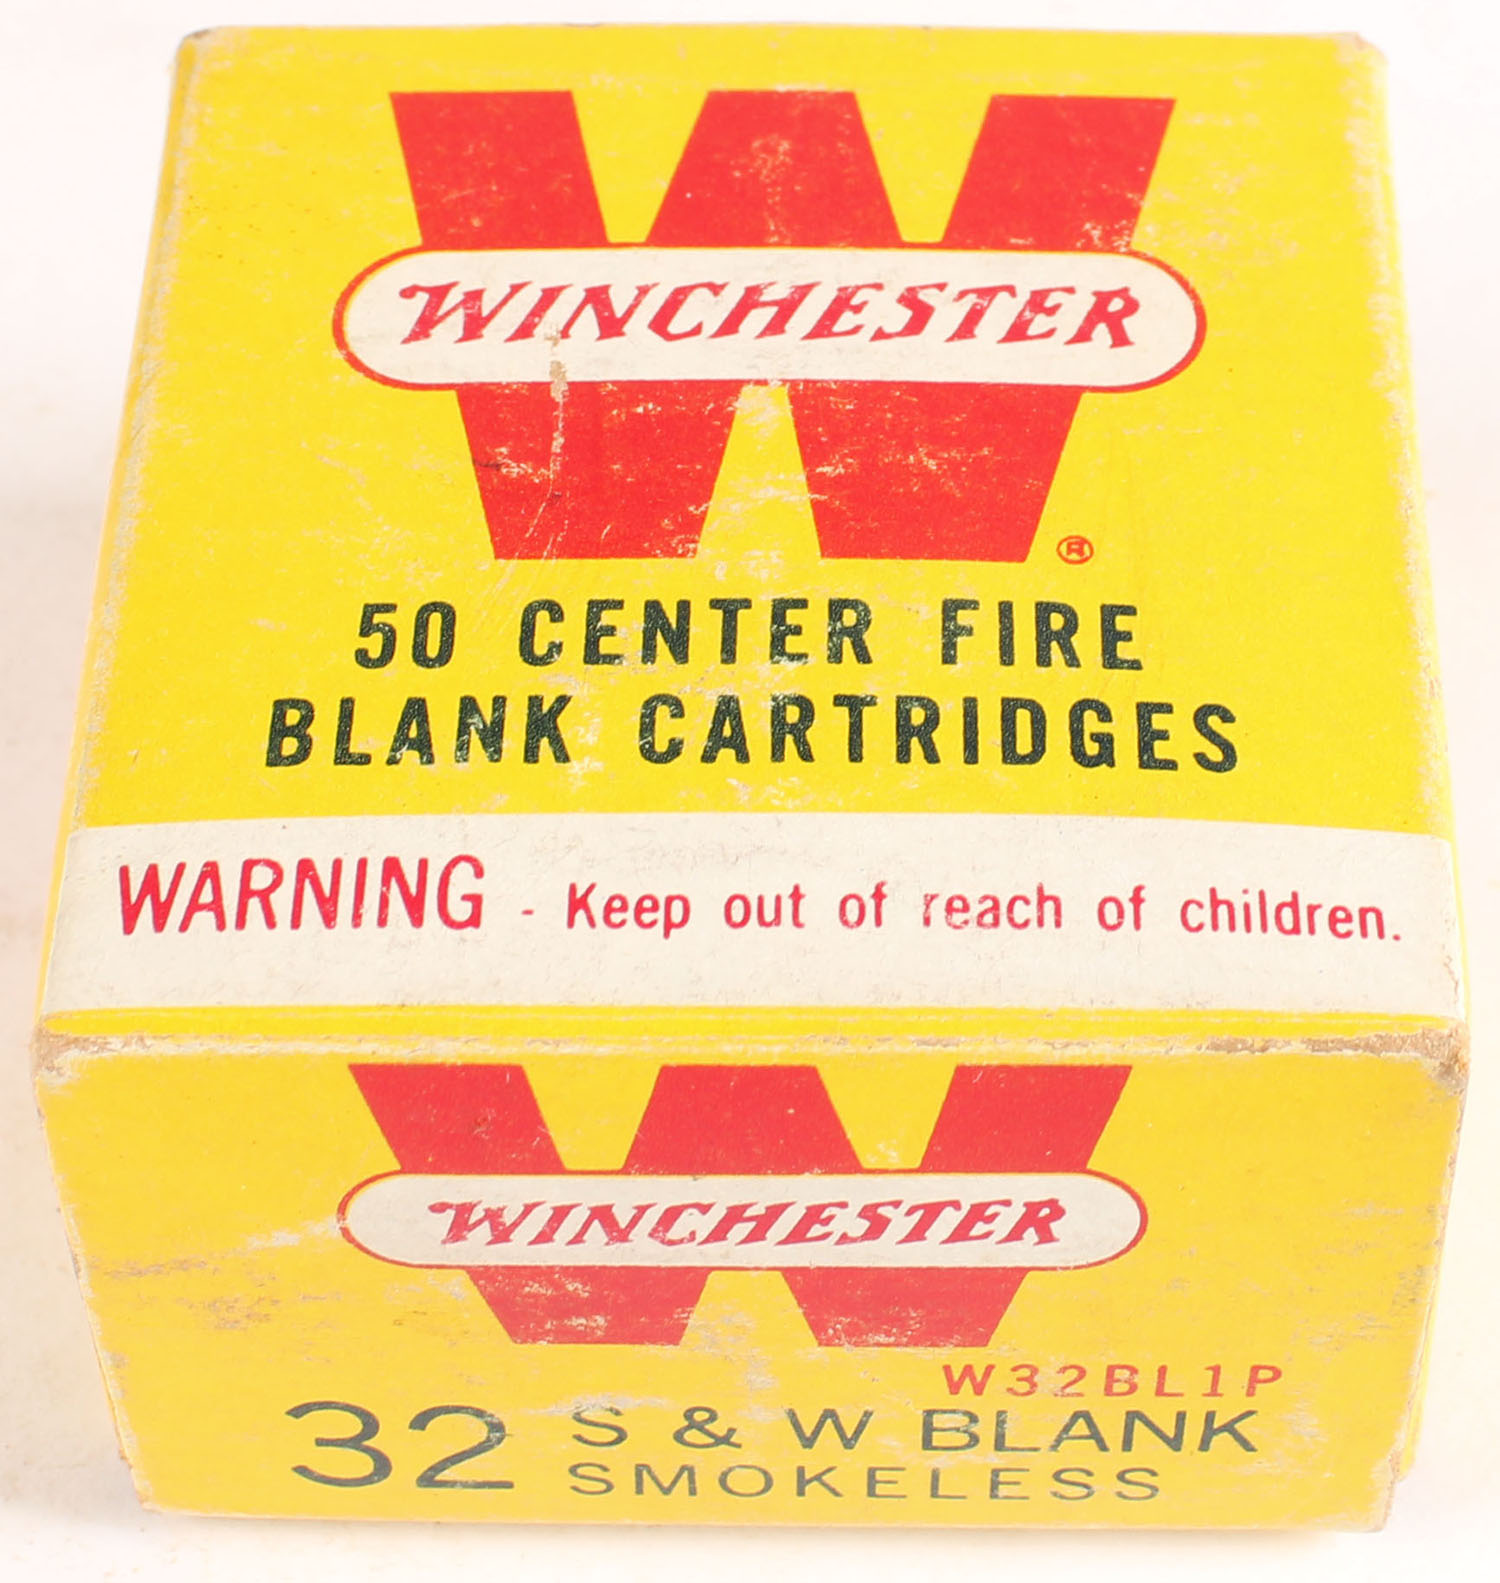 WINCHESTER
®
50 CENTER FIRE
BLANK CARTRIDGES
WARNING - Keep out of reach of children.
WINCHESTER
W32BL1P
32 S & W BLANK
SMOKELESS